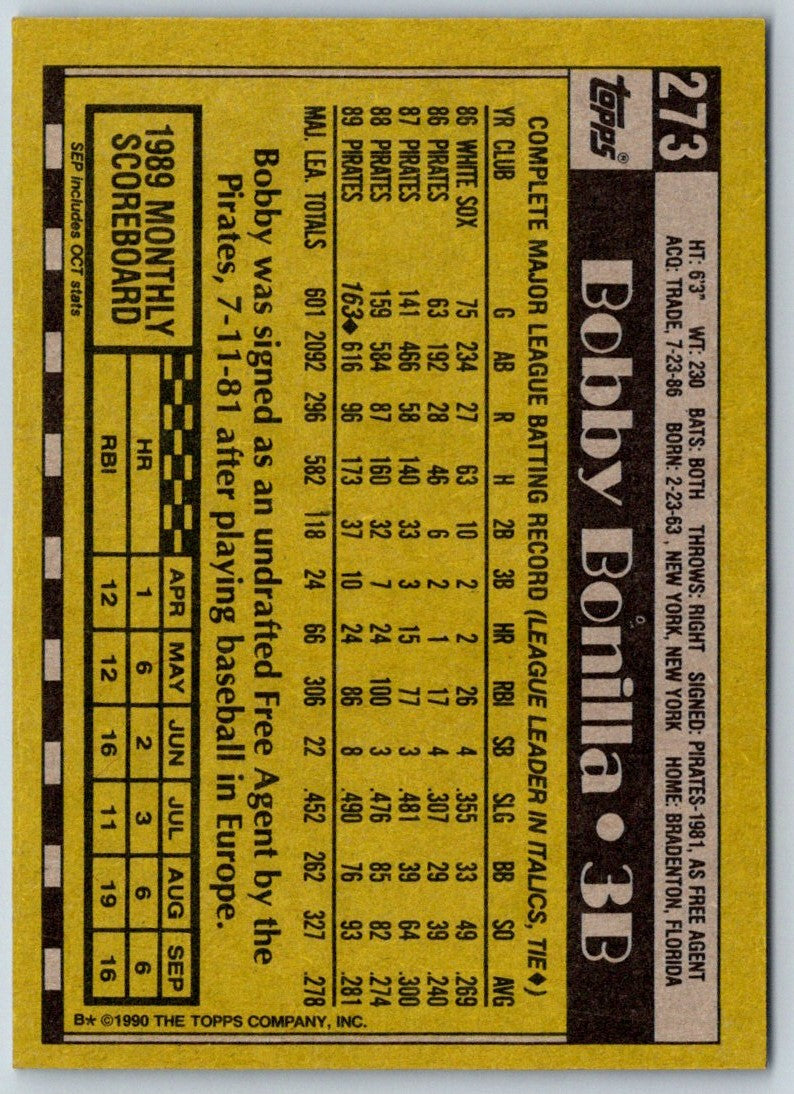 273
HT: 6'3" WT: 230 BATS: BOTH THROWS: RIGHT SIGNED: PIRATES-1981, AS FREE AGENT
ACQ: TRADE, 7-23-86 BORN: 2-23-63, NEW YORK, NEW YORK HOME: BRADENTON, FLORIDA
Topps®
Bobby Bonilla • 3B
COMPLETE MAJOR LEAGUE BATTING RECORD (LEAGUE LEADER IN ITALICS, TIE♦)
YR CLUB G AB R H 2B 3B HR RBI SB SLG BB SO AVG
86 WHITE SOX 75 234 27 63 10 2 2 26 4 .355 33 49 .269
86 PIRATES 63 192 28 46 6 2 1 17 4 .307 29 39 .240
87 PIRATES 141 466 58 140 33 3 15 77 3 .481 39 64 .300
88 PIRATES 159 584 87 160 32 7 24 100 3 .476 85 82 .274
89 PIRATES 163♦ 616 96 173 37 10 24 86 8 .490 76 93 .281
MAJ. LEA. TOTALS 601 2092 296 582 118 24 66 306 22 .452 262 327 .278
Bobby was signed as an undrafted Free Agent by the
Pirates, 7-11-81 after playing baseball in Europe.
1989 MONTHLY
SCOREBOARD
APR MAY JUN JUL AUG SEP
HR 1 6 2 3 6 6
RBI 12 12 16 11 19 16
SEP includes OCT stats
B* ©1990 THE TOPPS COMPANY, INC.